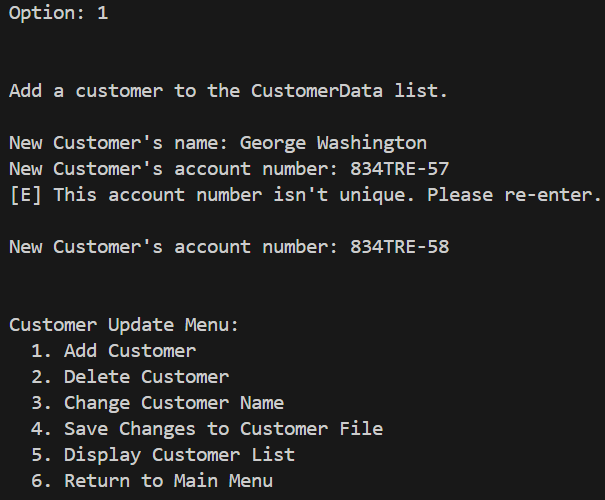 Option: 1
Add a customer to the CustomerData list.
New Customer's name: George Washington
New Customer's account number: 834TRE-57
[E] This account number isn't unique. Please re-enter.
New Customer's account number: 834TRE-58
Customer Update Menu:
1. Add Customer
2. Delete Customer
3. Change Customer Name
4. Save Changes to Customer File
5. Display Customer List
6. Return to Main Menu